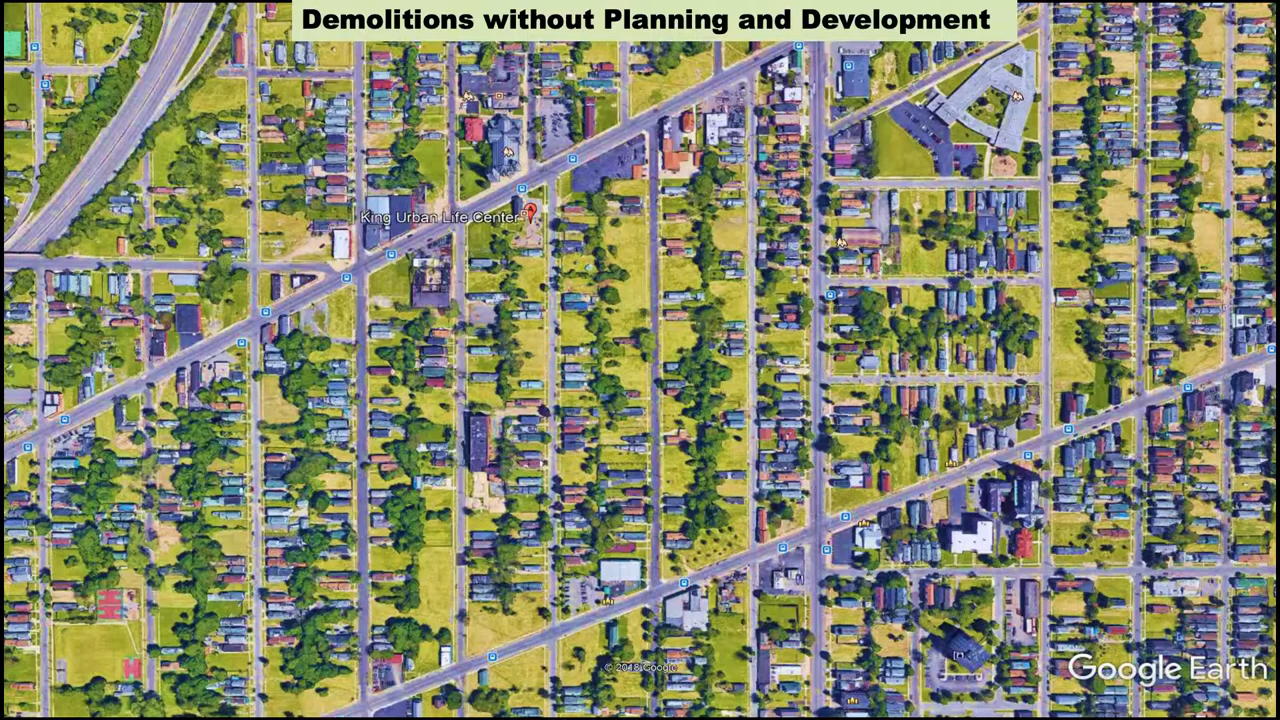 Demolitions without Planning and Development
King Urban Life Center
© 2018 Google
Google Earth